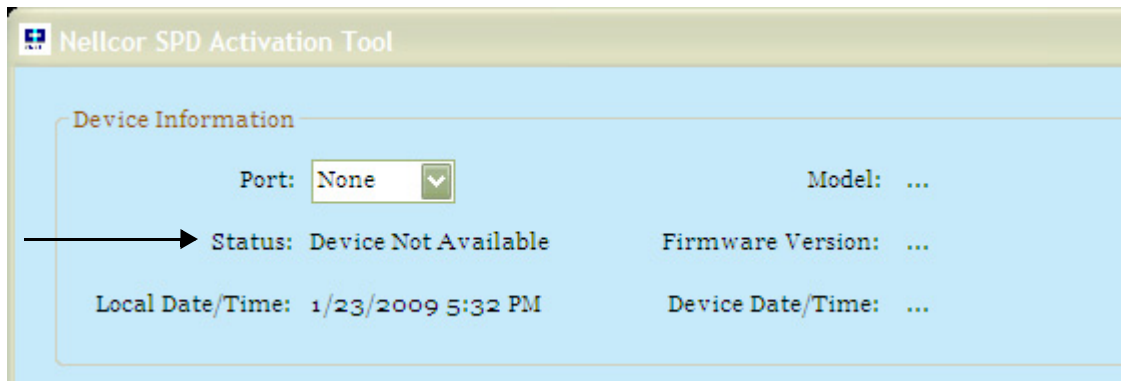 Nellcor SPD Activation Tool
Device Information
Port: None Model: ...
Status: Device Not Available Firmware Version: ...
Local Date/Time: 1/23/2009 5:32 PM Device Date/Time: ...